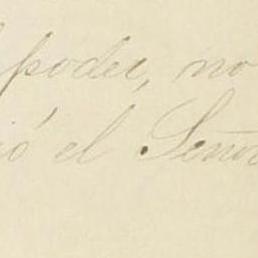 poder, no
ió el Señor